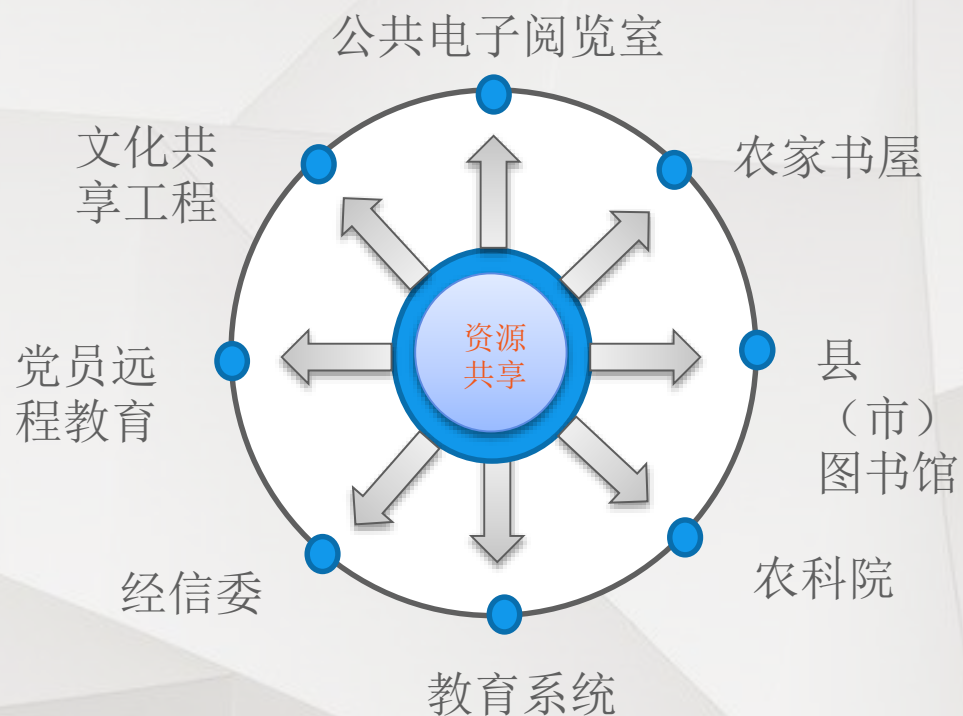 公共电子阅览室
文化共
享工程
农家书屋
资源
共享
党员远
程教育
县
（市）
图书馆
经信委
农科院
教育系统